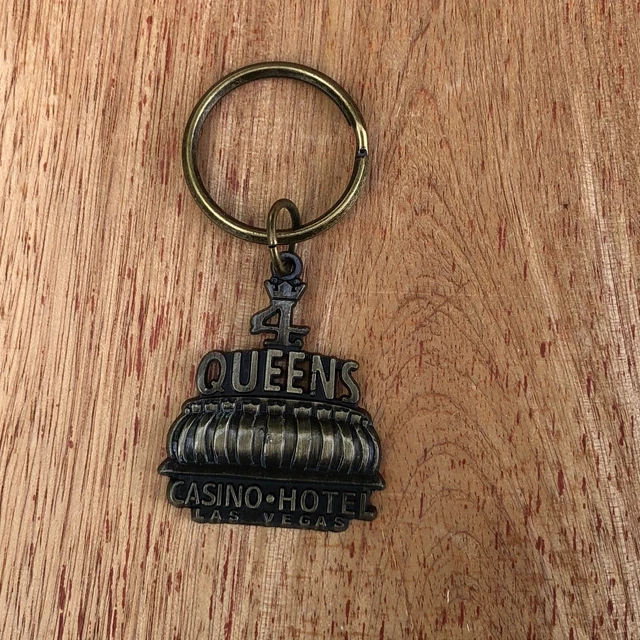 4
QUEENS
CASINO • HOTEL
LAS VEGAS